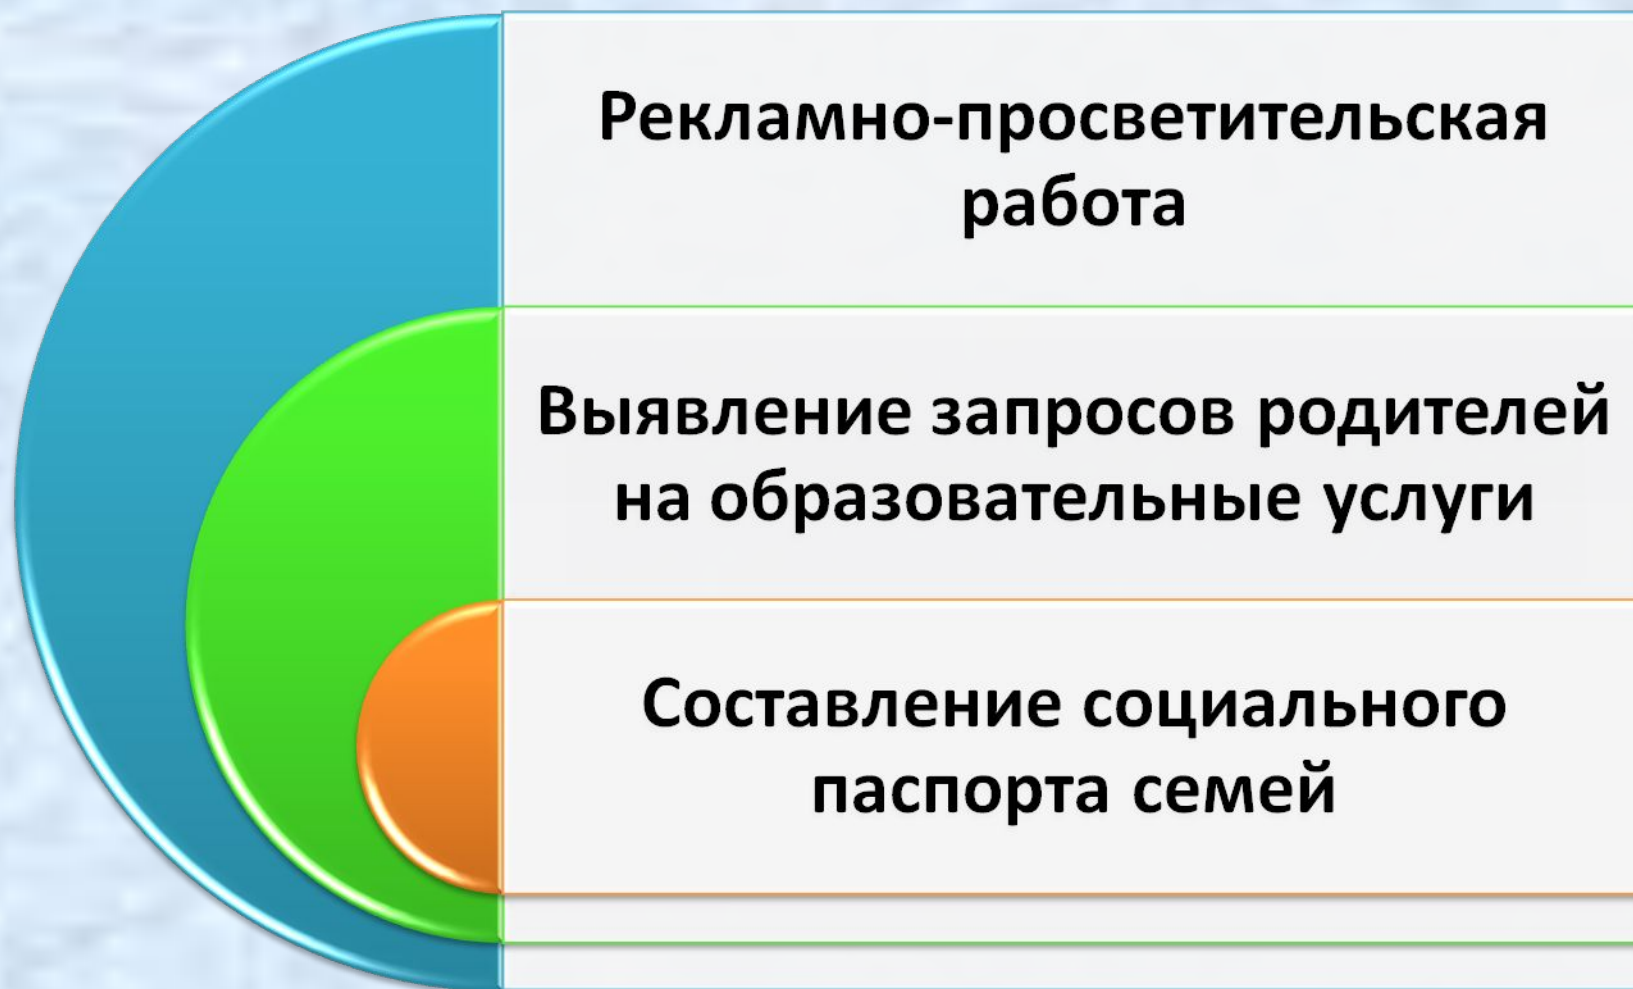 Рекламно-просветительская
работа
Выявление запросов родителей
на образовательные услуги
Составление социального
паспорта семей